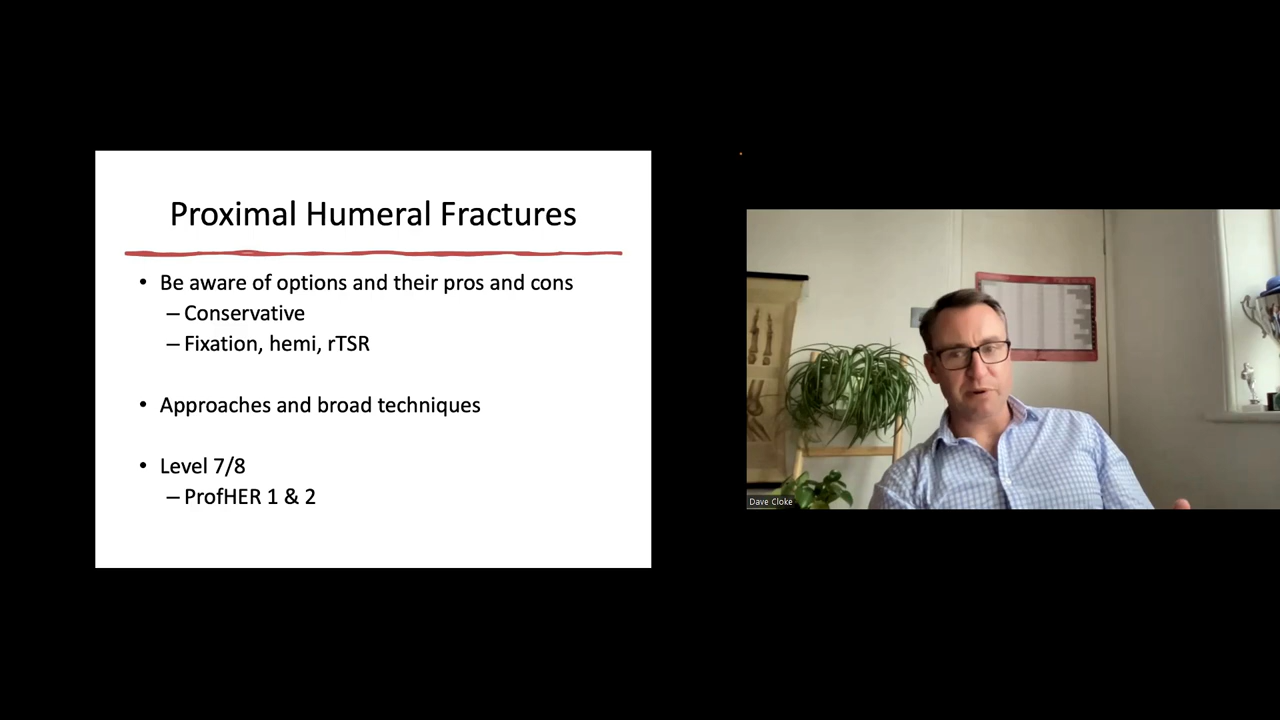 Proximal Humeral Fractures
• Be aware of options and their pros and cons
– Conservative
– Fixation, hemi, rTSR
• Approaches and broad techniques
• Level 7/8
– ProfHER 1 & 2
Dave Cloke